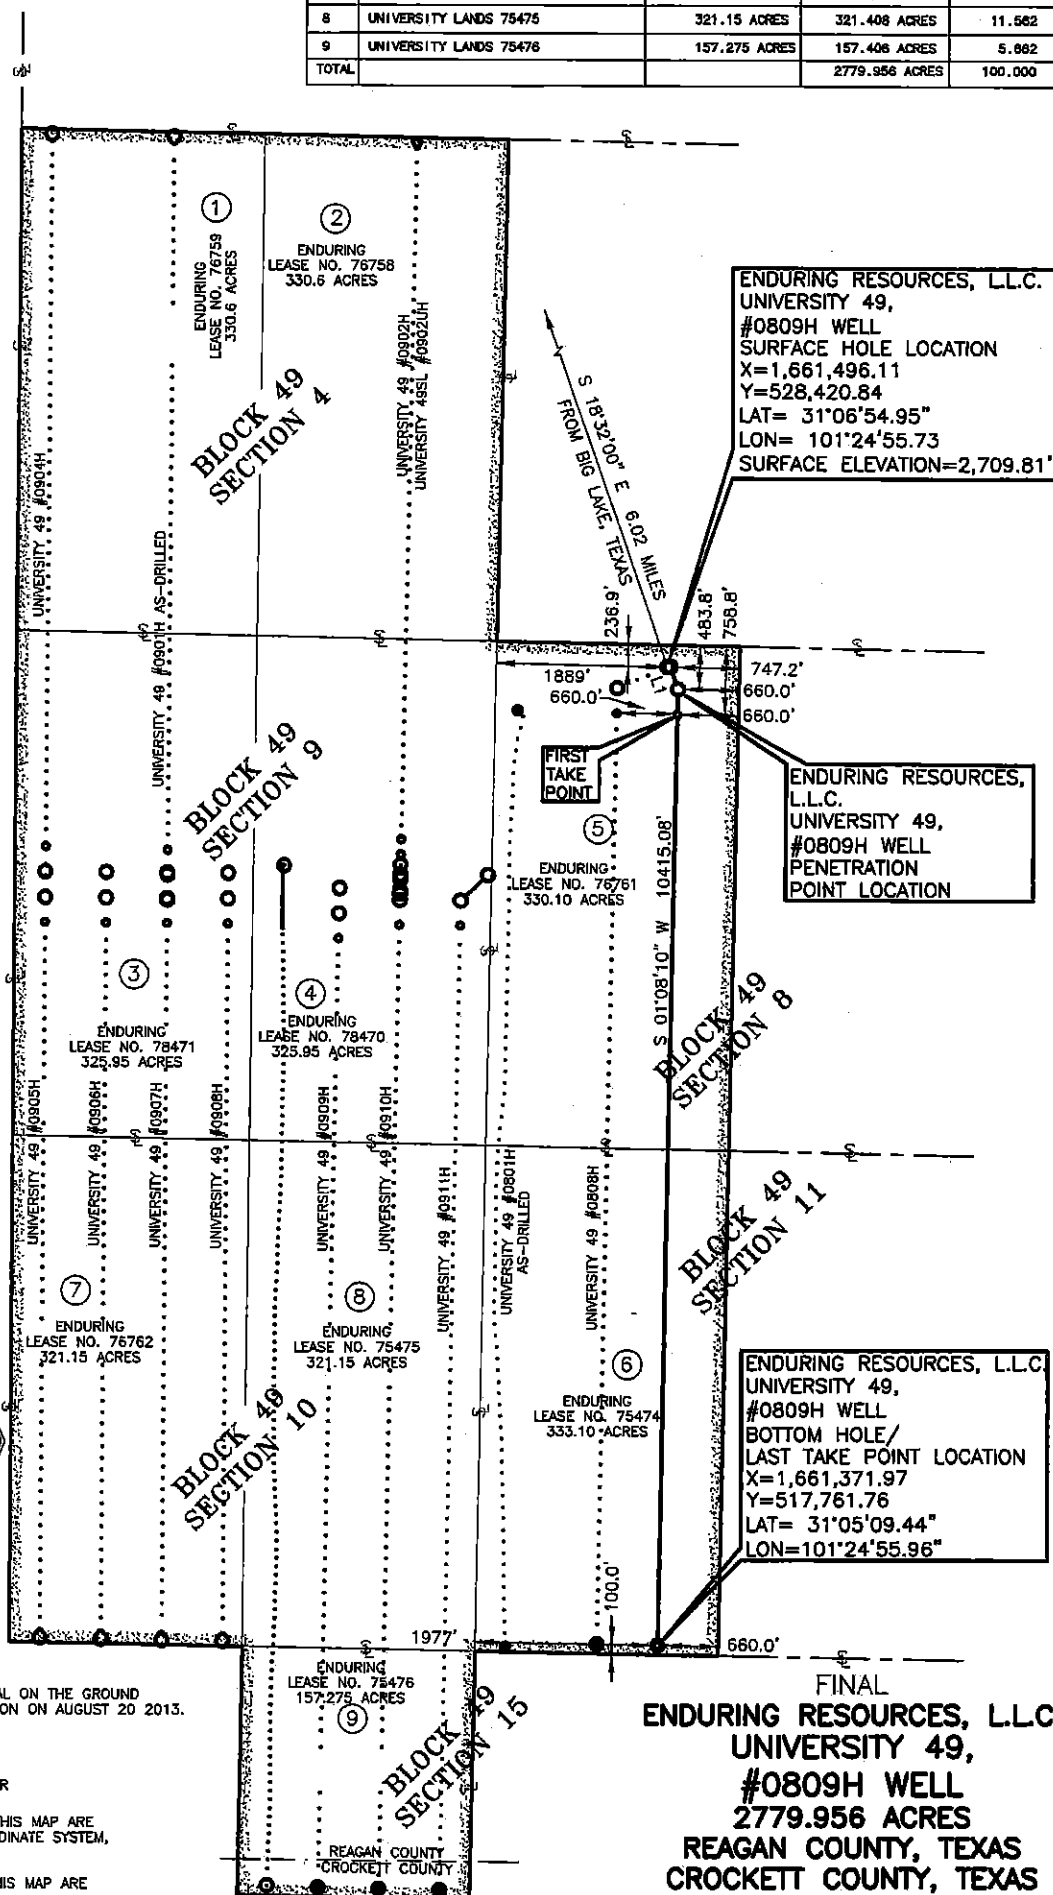 8 UNIVERSITY LANDS 75475 321.15 ACRES 321.408 ACRES 11.562
9 UNIVERSITY LANDS 75476 157.275 ACRES 157.406 ACRES 5.662
TOTAL 2779.956 ACRES 100.000
1
ENDURING
LEASE NO. 76759
330.6 ACRES
2
ENDURING
LEASE NO. 76758
330.6 ACRES
BLOCK 49
SECTION 4
UNIVERSITY 49 #0904H
UNIVERSITY 49 #0901H AS-DRILLED
UNIVERSITY 49 #0902H
UNIVERSITY 49SL #0902UH
S 18°32'00" E 6.02 MILES
FROM BIG LAKE, TEXAS
ENDURING RESOURCES, L.L.C.
UNIVERSITY 49,
#0809H WELL
SURFACE HOLE LOCATION
X=1,661,496.11
Y=528,420.84
LAT= 31°06'54.95"
LON= 101°24'55.73
SURFACE ELEVATION=2,709.81'
236.9'
483.8'
758.8'
1889'
747.2'
L1
660.0'
660.0'
660.0'
FIRST
TAKE
POINT
ENDURING RESOURCES,
L.L.C.
UNIVERSITY 49,
#0809H WELL
PENETRATION
POINT LOCATION
BLOCK 49
SECTION 9
5
ENDURING
LEASE NO. 76761
330.10 ACRES
S 01°08'10" W 10415.08'
BLOCK 49
SECTION 8
3
ENDURING
LEASE NO. 78471
325.95 ACRES
4
ENDURING
LEASE NO. 78470
325.95 ACRES
UNIVERSITY 49 #0905H
UNIVERSITY 49 #0906H
UNIVERSITY 49 #0907H
UNIVERSITY 49 #0908H
UNIVERSITY 49 #0909H
UNIVERSITY 49 #0910H
UNIVERSITY 49 #0911H
UNIVERSITY 49 #0801H
AS-DRILLED
UNIVERSITY 49 #0808H
BLOCK 49
SECTION 11
7
ENDURING
LEASE NO. 76762
321.15 ACRES
8
ENDURING
LEASE NO. 75475
321.15 ACRES
6
ENDURING
LEASE NO. 75474
333.10 ACRES
BLOCK 49
SECTION 10
ENDURING RESOURCES, L.L.C.
UNIVERSITY 49,
#0809H WELL
BOTTOM HOLE/
LAST TAKE POINT LOCATION
X=1,661,371.97
Y=517,761.76
LAT= 31°05'09.44"
LON=101°24'55.96"
100.0'
1977'
660.0'
ENDURING
LEASE NO. 75476
157.275 ACRES
9
BLOCK 49
SECTION 15
REAGAN COUNTY
CROCKETT COUNTY
AL ON THE GROUND
ON ON AUGUST 20 2013.
R
THIS MAP ARE
DINATE SYSTEM,
HIS MAP ARE
FINAL
ENDURING RESOURCES, L.L.C
UNIVERSITY 49,
#0809H WELL
2779.956 ACRES
REAGAN COUNTY, TEXAS
CROCKETT COUNTY, TEXAS